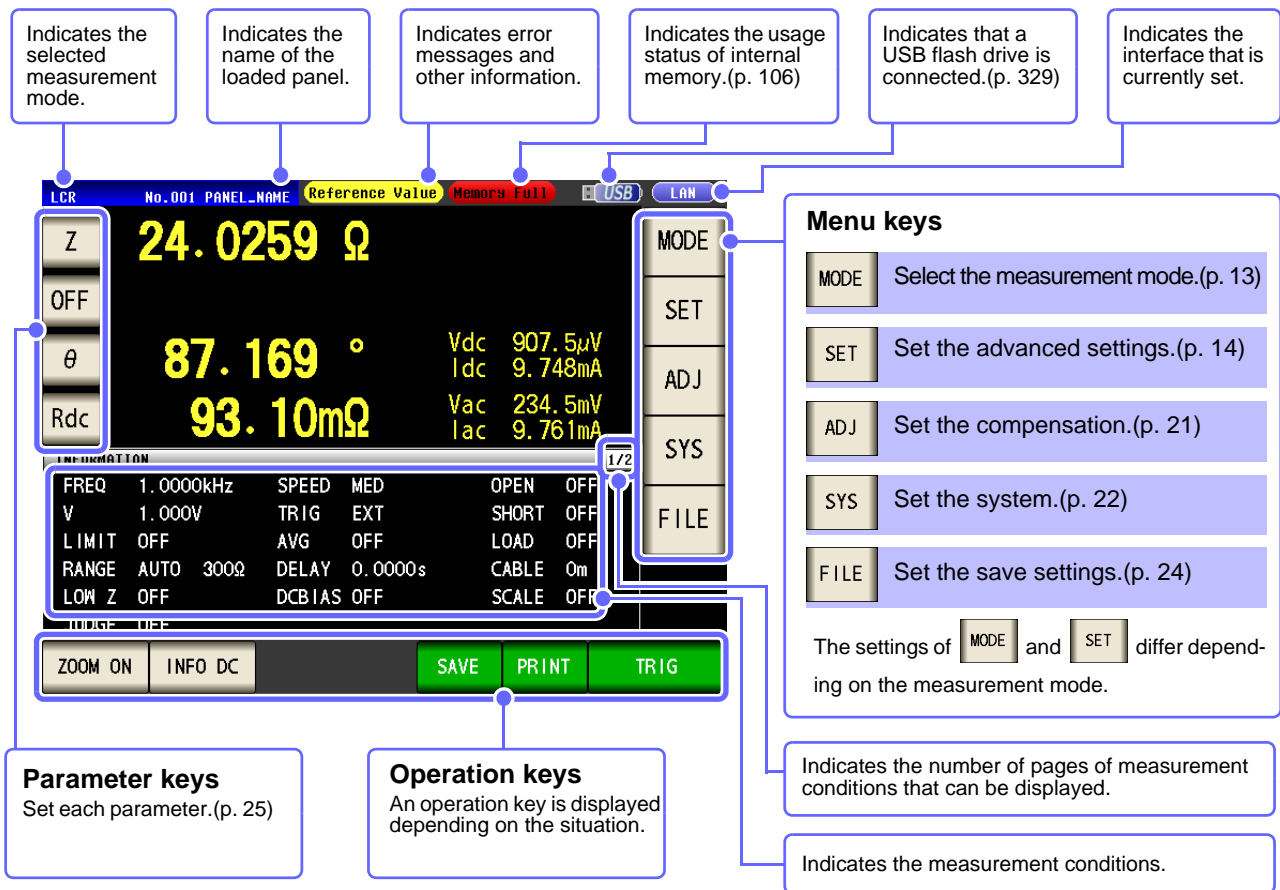 Indicates the
selected
measurement
mode.
Indicates the
name of the
loaded panel.
Indicates error
messages and
other information.
Indicates the usage
status of internal
memory.(p. 106)
Indicates that a
USB flash drive is
connected.(p. 329)
Indicates the
interface that is
currently set.
LCR No.001 PANEL_NAME Reference Value Memory Full USB LAN
Z
OFF
θ
Rdc
24.0259 Ω
87.169 °
93.10mΩ
Vdc 907.5µV
Idc 9.748mA
Vac 234.5mV
Iac 9.761mA
MODE
SET
ADJ
SYS
FILE
INFORMATION 1/2
FREQ 1.0000kHz SPEED MED OPEN OFF
V 1.000V TRIG EXT SHORT OFF
LIMIT OFF AVG OFF LOAD OFF
RANGE AUTO 300Ω DELAY 0.0000s CABLE 0m
LOW Z OFF DCBIAS OFF SCALE OFF
JUDGE OFF
ZOOM ON INFO DC SAVE PRINT TRIG
Menu keys
MODE Select the measurement mode.(p. 13)
SET Set the advanced settings.(p. 14)
ADJ Set the compensation.(p. 21)
SYS Set the system.(p. 22)
FILE Set the save settings.(p. 24)
The settings of MODE and SET differ depend-
ing on the measurement mode.
Parameter keys
Set each parameter.(p. 25)
Operation keys
An operation key is displayed
depending on the situation.
Indicates the number of pages of measurement
conditions that can be displayed.
Indicates the measurement conditions.